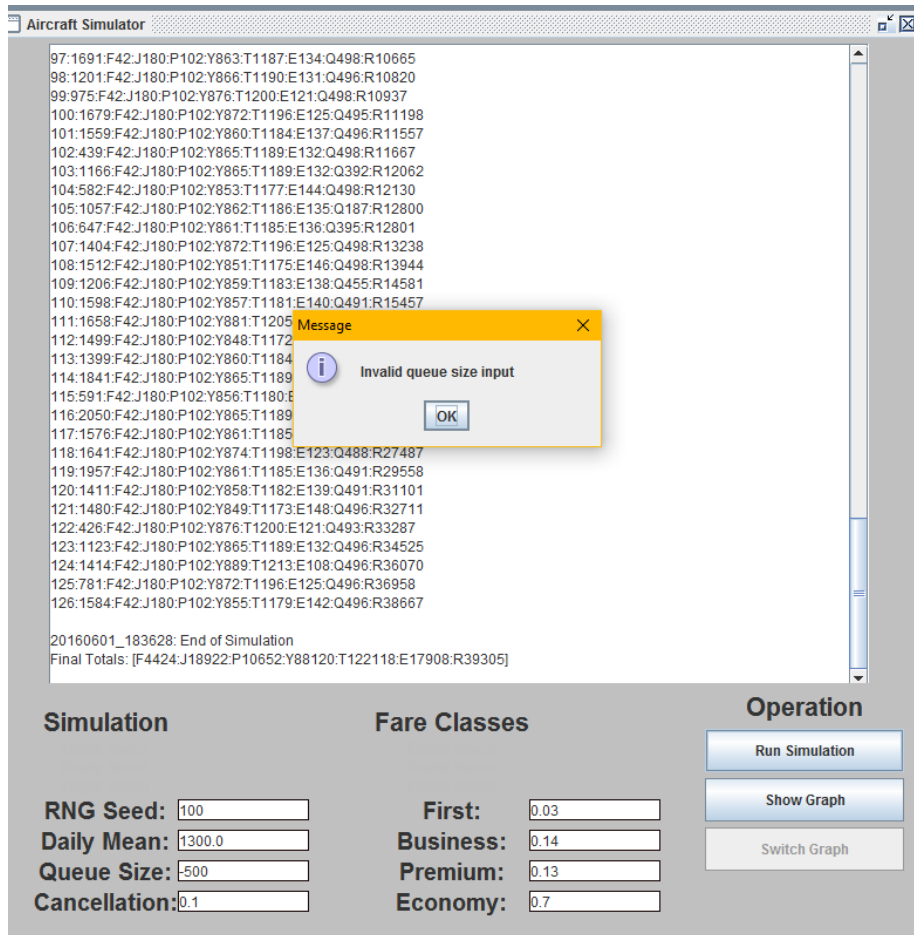 Aircraft Simulator
97:1691:F42:J180:P102:Y863:T1187:E134:Q498:R10665
98:1201:F42:J180:P102:Y866:T1190:E131:Q496:R10820
99:975:F42:J180:P102:Y876:T1200:E121:Q498:R10937
100:1679:F42:J180:P102:Y872:T1196:E125:Q495:R11198
101:1559:F42:J180:P102:Y860:T1184:E137:Q496:R11557
102:439:F42:J180:P102:Y865:T1189:E132:Q498:R11667
103:1166:F42:J180:P102:Y865:T1189:E132:Q392:R12062
104:582:F42:J180:P102:Y853:T1177:E144:Q498:R12130
105:1057:F42:J180:P102:Y862:T1186:E135:Q187:R12800
106:647:F42:J180:P102:Y861:T1185:E136:Q395:R12801
107:1404:F42:J180:P102:Y872:T1196:E125:Q498:R13238
108:1512:F42:J180:P102:Y851:T1175:E146:Q498:R13944
109:1206:F42:J180:P102:Y859:T1183:E138:Q455:R14581
110:1598:F42:J180:P102:Y857:T1181:E140:Q491:R15457
111:1658:F42:J180:P102:Y881:T1205
112:1499:F42:J180:P102:Y848:T1172
113:1399:F42:J180:P102:Y860:T1184
114:1841:F42:J180:P102:Y865:T1189
115:591:F42:J180:P102:Y856:T1180:E
116:2050:F42:J180:P102:Y865:T1189
117:1576:F42:J180:P102:Y861:T1185
118:1641:F42:J180:P102:Y874:T1198:E123:Q488:R27487
119:1957:F42:J180:P102:Y861:T1185:E136:Q491:R29558
120:1411:F42:J180:P102:Y858:T1182:E139:Q491:R31101
121:1480:F42:J180:P102:Y849:T1173:E148:Q496:R32711
122:426:F42:J180:P102:Y876:T1200:E121:Q493:R33287
123:1123:F42:J180:P102:Y865:T1189:E132:Q496:R34525
124:1414:F42:J180:P102:Y889:T1213:E108:Q496:R36070
125:781:F42:J180:P102:Y872:T1196:E125:Q496:R36958
126:1584:F42:J180:P102:Y855:T1179:E142:Q496:R38667
20160601_183628: End of Simulation
Final Totals: [F4424:J18922:P10652:Y88120:T122118:E17908:R39305]
Message
Invalid queue size input
OK
Simulation
RNG Seed: 100
Daily Mean: 1300.0
Queue Size: -500
Cancellation: 0.1
Fare Classes
First: 0.03
Business: 0.14
Premium: 0.13
Economy: 0.7
Operation
Run Simulation
Show Graph
Switch Graph